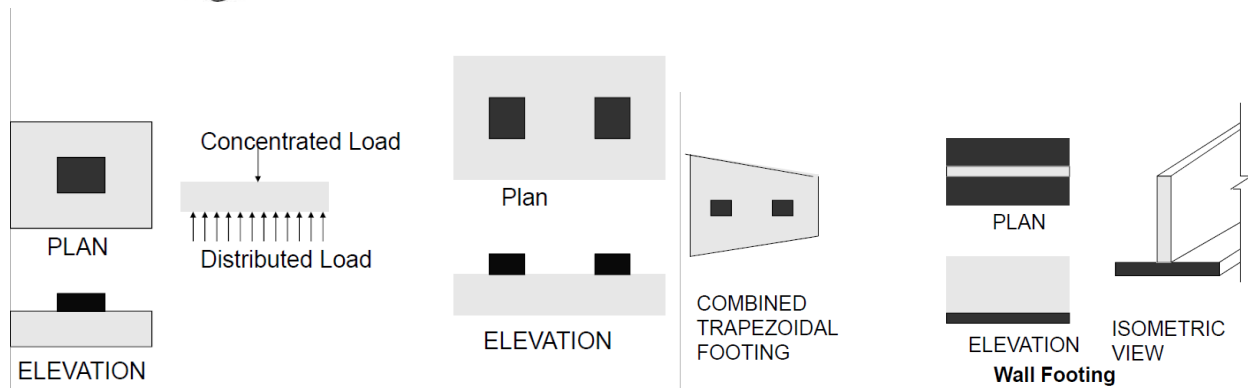 PLAN
ELEVATION
Concentrated Load
Distributed Load
Plan
ELEVATION
COMBINED
TRAPEZOIDAL
FOOTING
PLAN
ELEVATION
Wall Footing
ISOMETRIC
VIEW